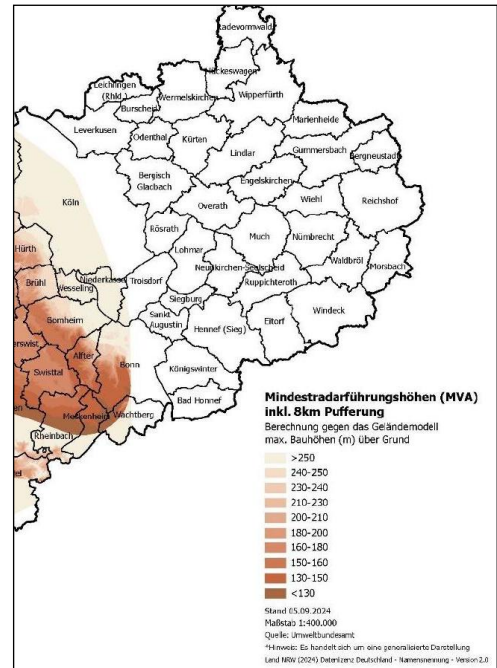 Radevormwald
Hückeswagen
Leichlingen
(Rhld.)
Wermelskirchen
Wipperfürth
Burscheid
Marienheide
Leverkusen
Odenthal
Kürten
Lindlar
Gummersbach
Bergneustadt
Bergisch
Gladbach
Engelskirchen
Köln
Overath
Wiehl
Reichshof
Rösrath
Hürth
Lohmar
Much
Nümbrecht
Waldbröl
Morsbach
Brühl
Wesseling
Niederkassel
Troisdorf
Neunkirchen-Seelscheid
Ruppichteroth
Siegburg
Bornheim
Sankt
Augustin
Hennef (Sieg)
Eitorf
Windeck
erswist
Alfter
Bonn
Swisttal
Königswinter
en
Meckenheim
Wachtberg
Bad Honnef
Rheinbach
el
Mindestradarführungshöhen (MVA)
inkl. 8km Pufferung
Berechnung gegen das Geländemodell
max. Bauhöhen (m) über Grund
>250
240-250
230-240
210-230
200-210
180-200
160-180
150-160
130-150
<130
Stand 05.09.2024
Maßstab 1:400.000
Quelle: Umweltbundesamt
*Hinweis: Es handelt sich um eine generalisierte Darstellung
Land NRW (2024) Datenlizenz Deutschland - Namensnennung - Version 2.0